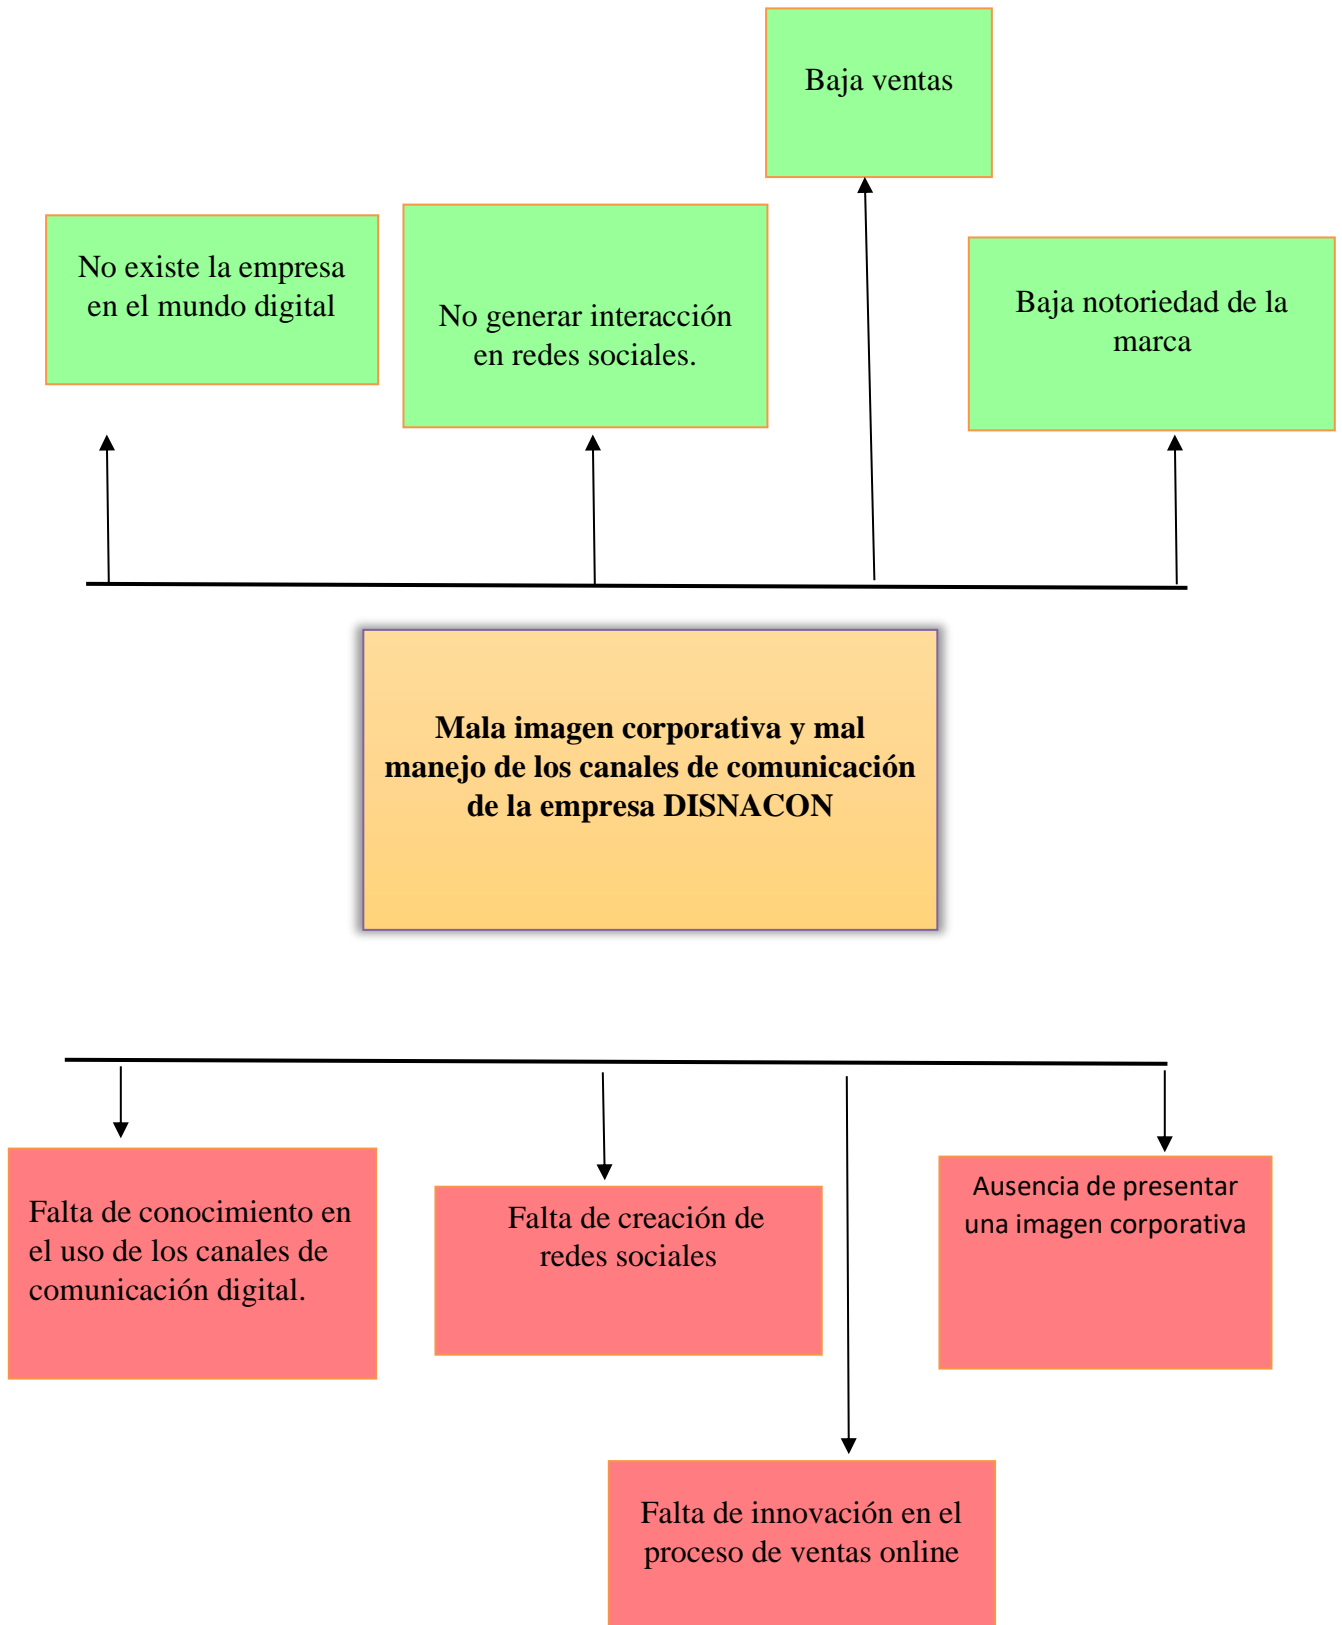 Baja ventas
No existe la empresa
en el mundo digital
No generar interacción
en redes sociales.
Baja notoriedad de la
marca
Mala imagen corporativa y mal
manejo de los canales de comunicación
de la empresa DISNACON
Falta de conocimiento en
el uso de los canales de
comunicación digital.
Falta de creación de
redes sociales
Ausencia de presentar
una imagen corporativa
Falta de innovación en el
proceso de ventas online